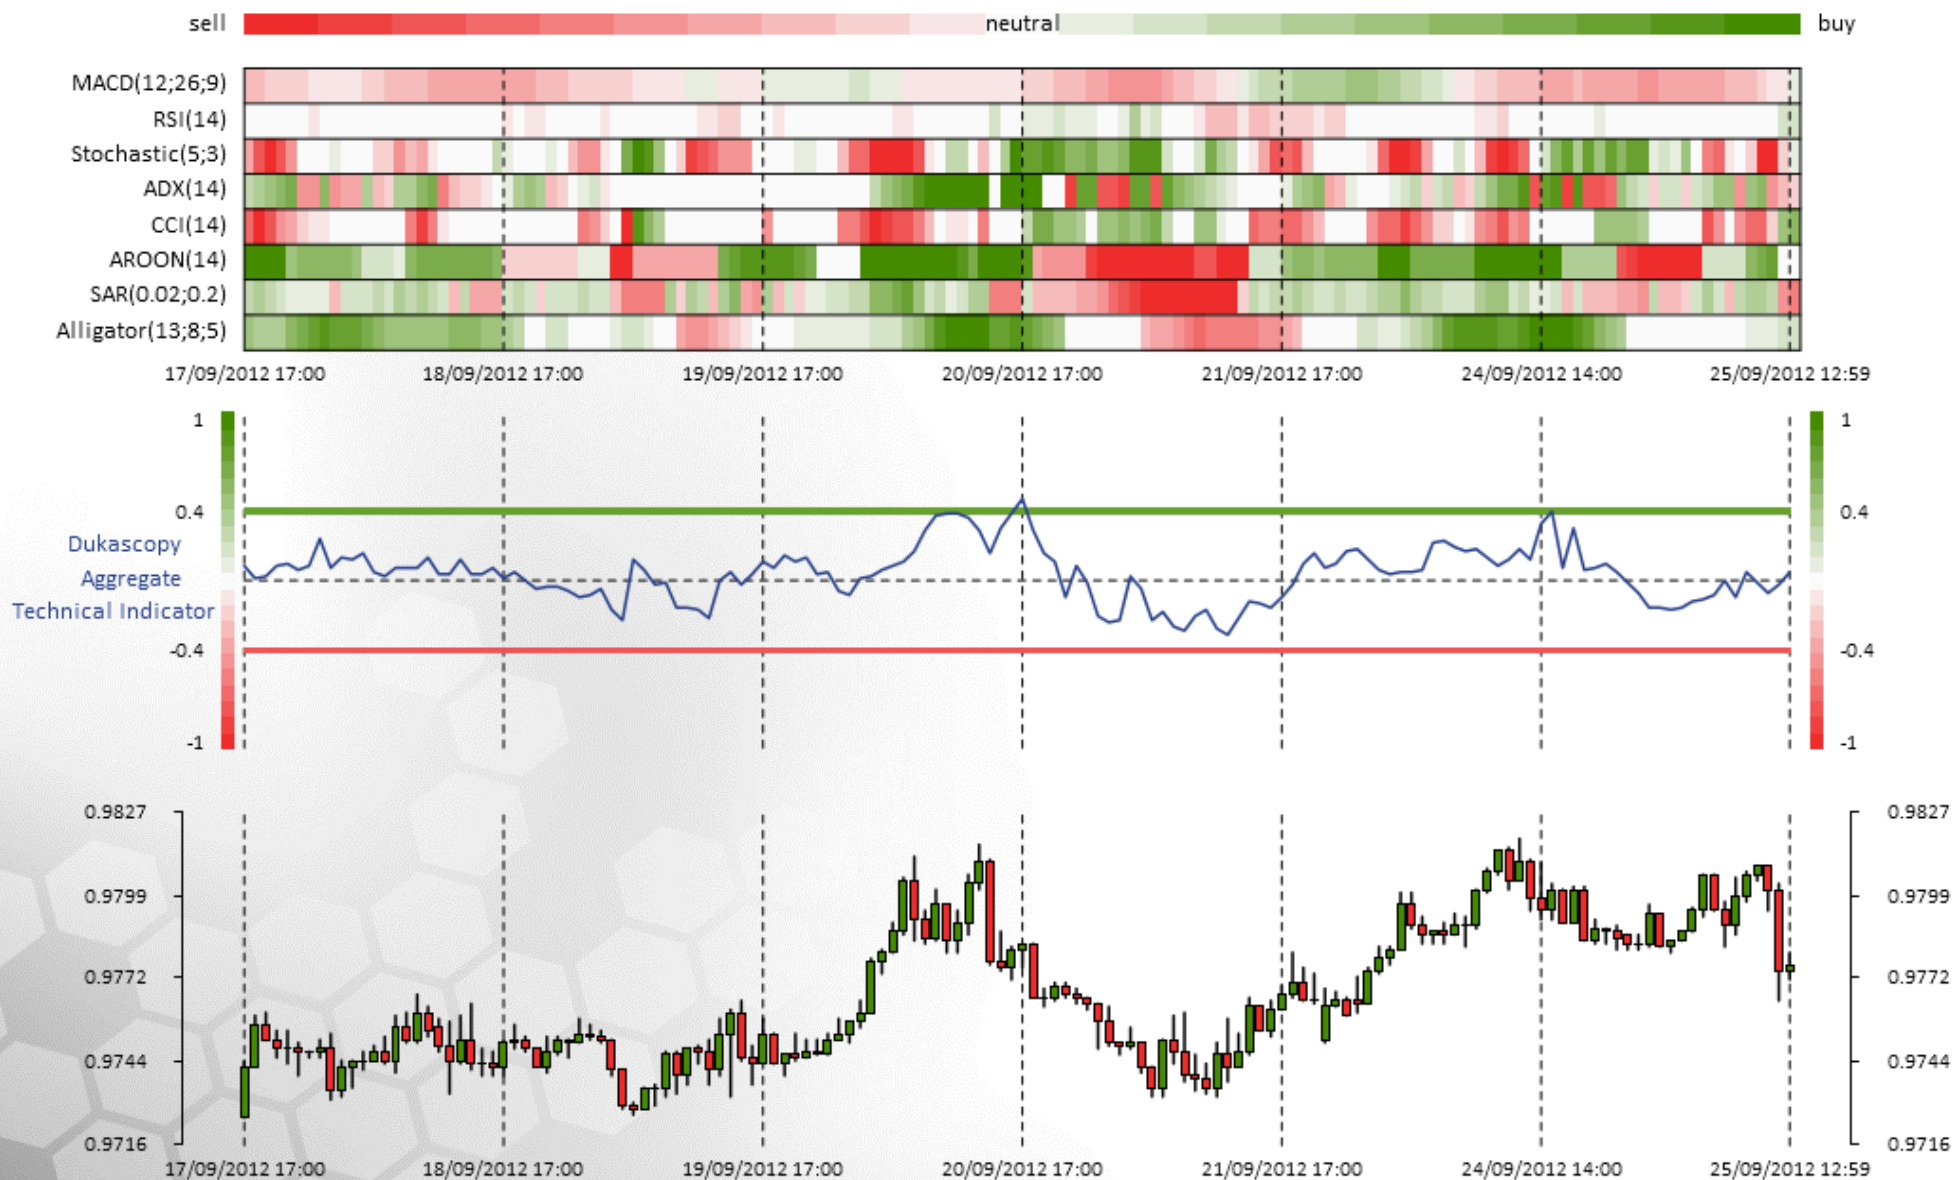 sell neutral buy
MACD(12;26;9)
RSI(14)
Stochastic(5;3)
ADX(14)
CCI(14)
AROON(14)
SAR(0.02;0.2)
Alligator(13;8;5)
17/09/2012 17:00 18/09/2012 17:00 19/09/2012 17:00 20/09/2012 17:00 21/09/2012 17:00 24/09/2012 14:00 25/09/2012 12:59
1 1
0.4 0.4
Dukascopy
Aggregate
Technical Indicator
-0.4 -0.4
-1 -1
0.9827 0.9827
0.9799 0.9799
0.9772 0.9772
0.9744 0.9744
0.9716 0.9716
17/09/2012 17:00 18/09/2012 17:00 19/09/2012 17:00 20/09/2012 17:00 21/09/2012 17:00 24/09/2012 14:00 25/09/2012 12:59